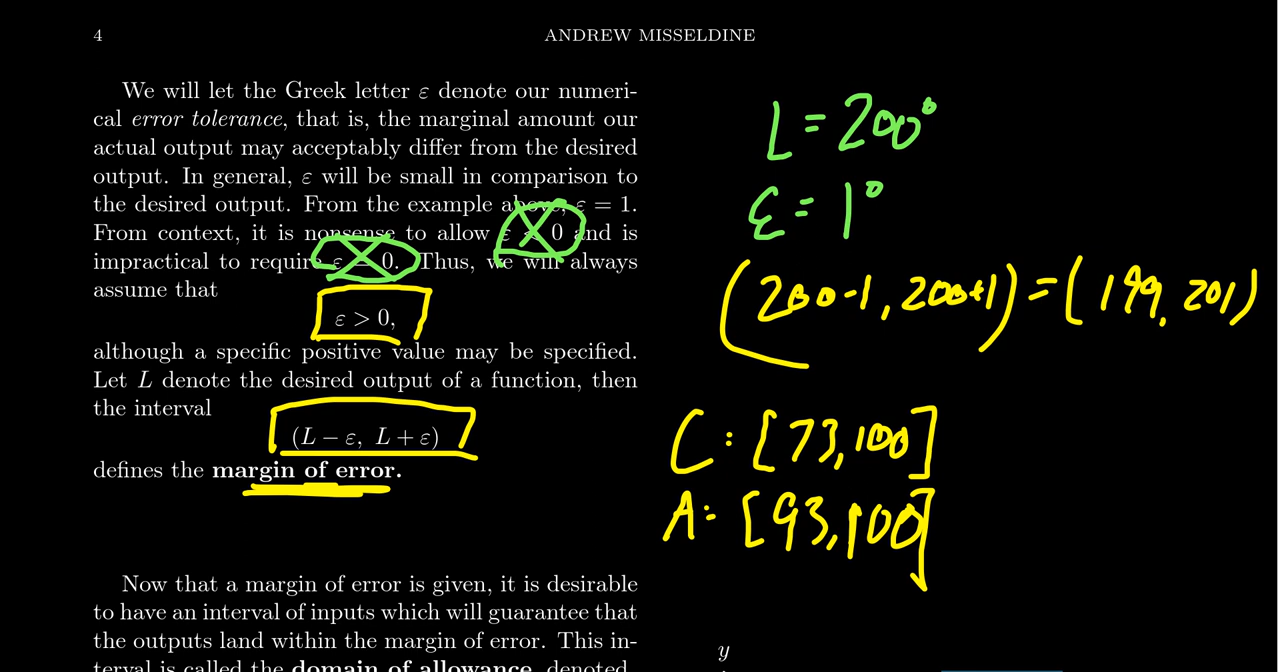 4
ANDREW MISSELDINE
We will let the Greek letter ε denote our numeri-
cal error tolerance, that is, the marginal amount our
actual output may acceptably differ from the desired
output. In general, ε will be small in comparison to
the desired output. From the example above, ε = 1.
From context, it is nonsense to allow ε < 0 and is
impractical to require ε = 0. Thus, we will always
assume that
ε > 0,
although a specific positive value may be specified.
Let L denote the desired output of a function, then
the interval
(L − ε, L + ε)
defines the margin of error.
Now that a margin of error is given, it is desirable
to have an interval of inputs which will guarantee that
the outputs land within the margin of error. This in-
terval is called the domain of allowance, denoted
L = 200°
ε = 1°
(200-1, 200+1) = (199, 201)
C: [73, 100]
A: [93, 100]
y